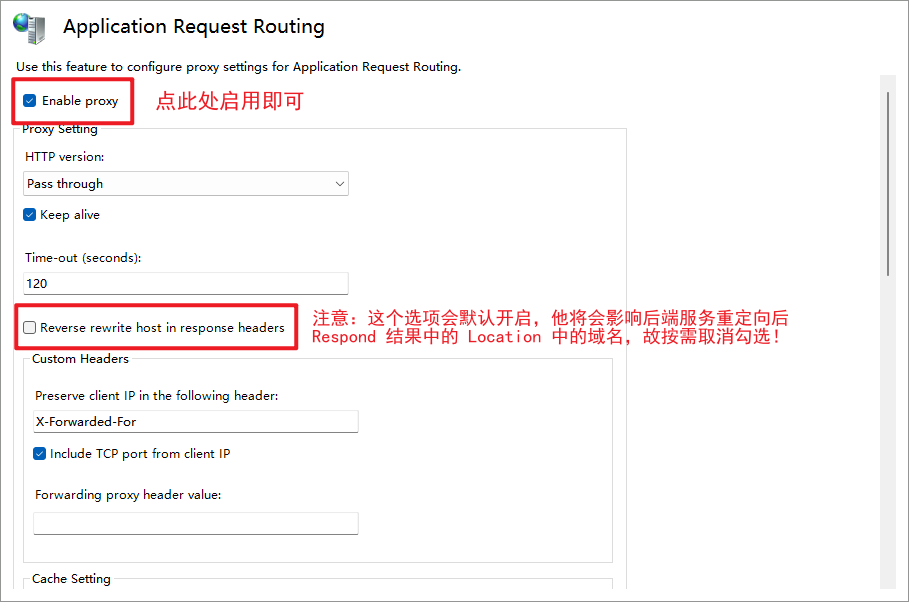 Application Request Routing
Use this feature to configure proxy settings for Application Request Routing.
Enable proxy
点此处启用即可
Proxy Setting
HTTP version:
Pass through
Keep alive
Time-out (seconds):
120
Reverse rewrite host in response headers
注意：这个选项会默认开启，他将会影响后端服务重定向后
Respond 结果中的 Location 中的域名，故按需取消勾选！
Custom Headers
Preserve client IP in the following header:
X-Forwarded-For
Include TCP port from client IP
Forwarding proxy header value:
Cache Setting